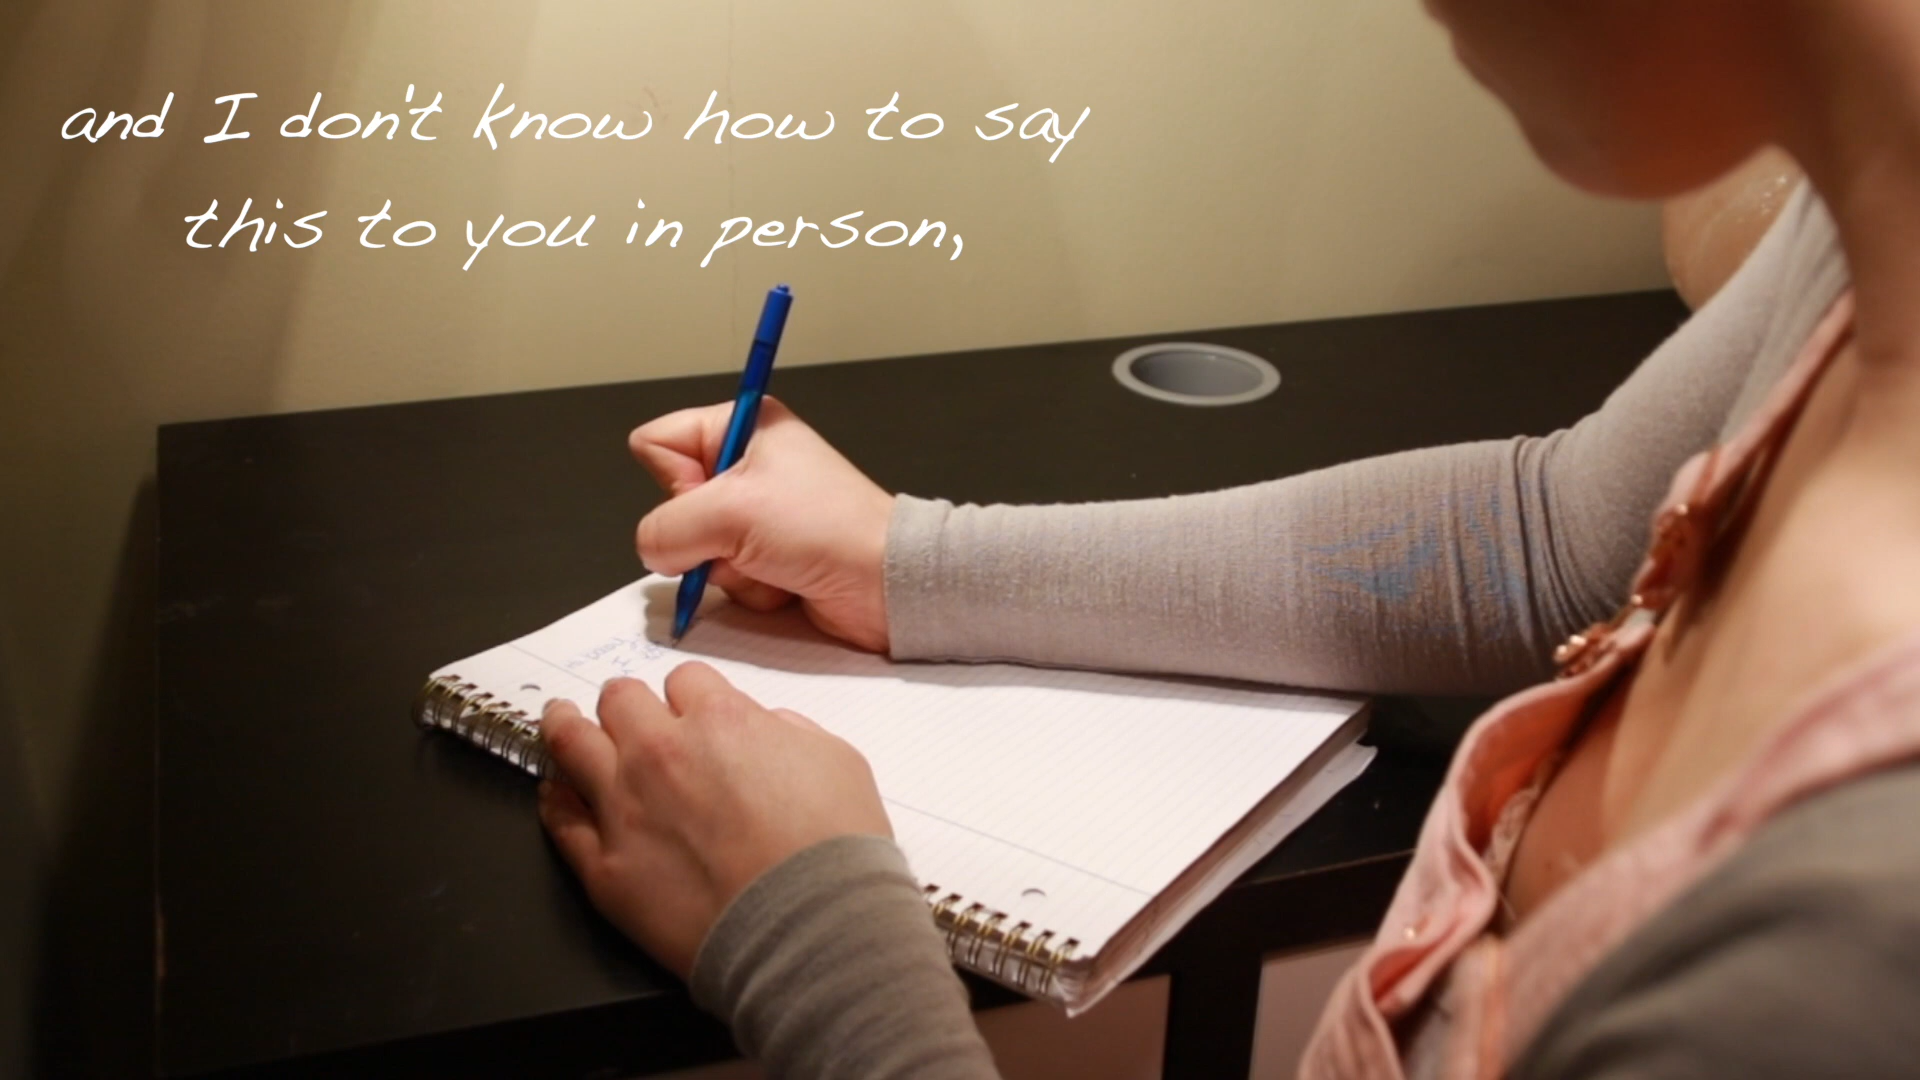 and I don't know how to say
this to you in person,